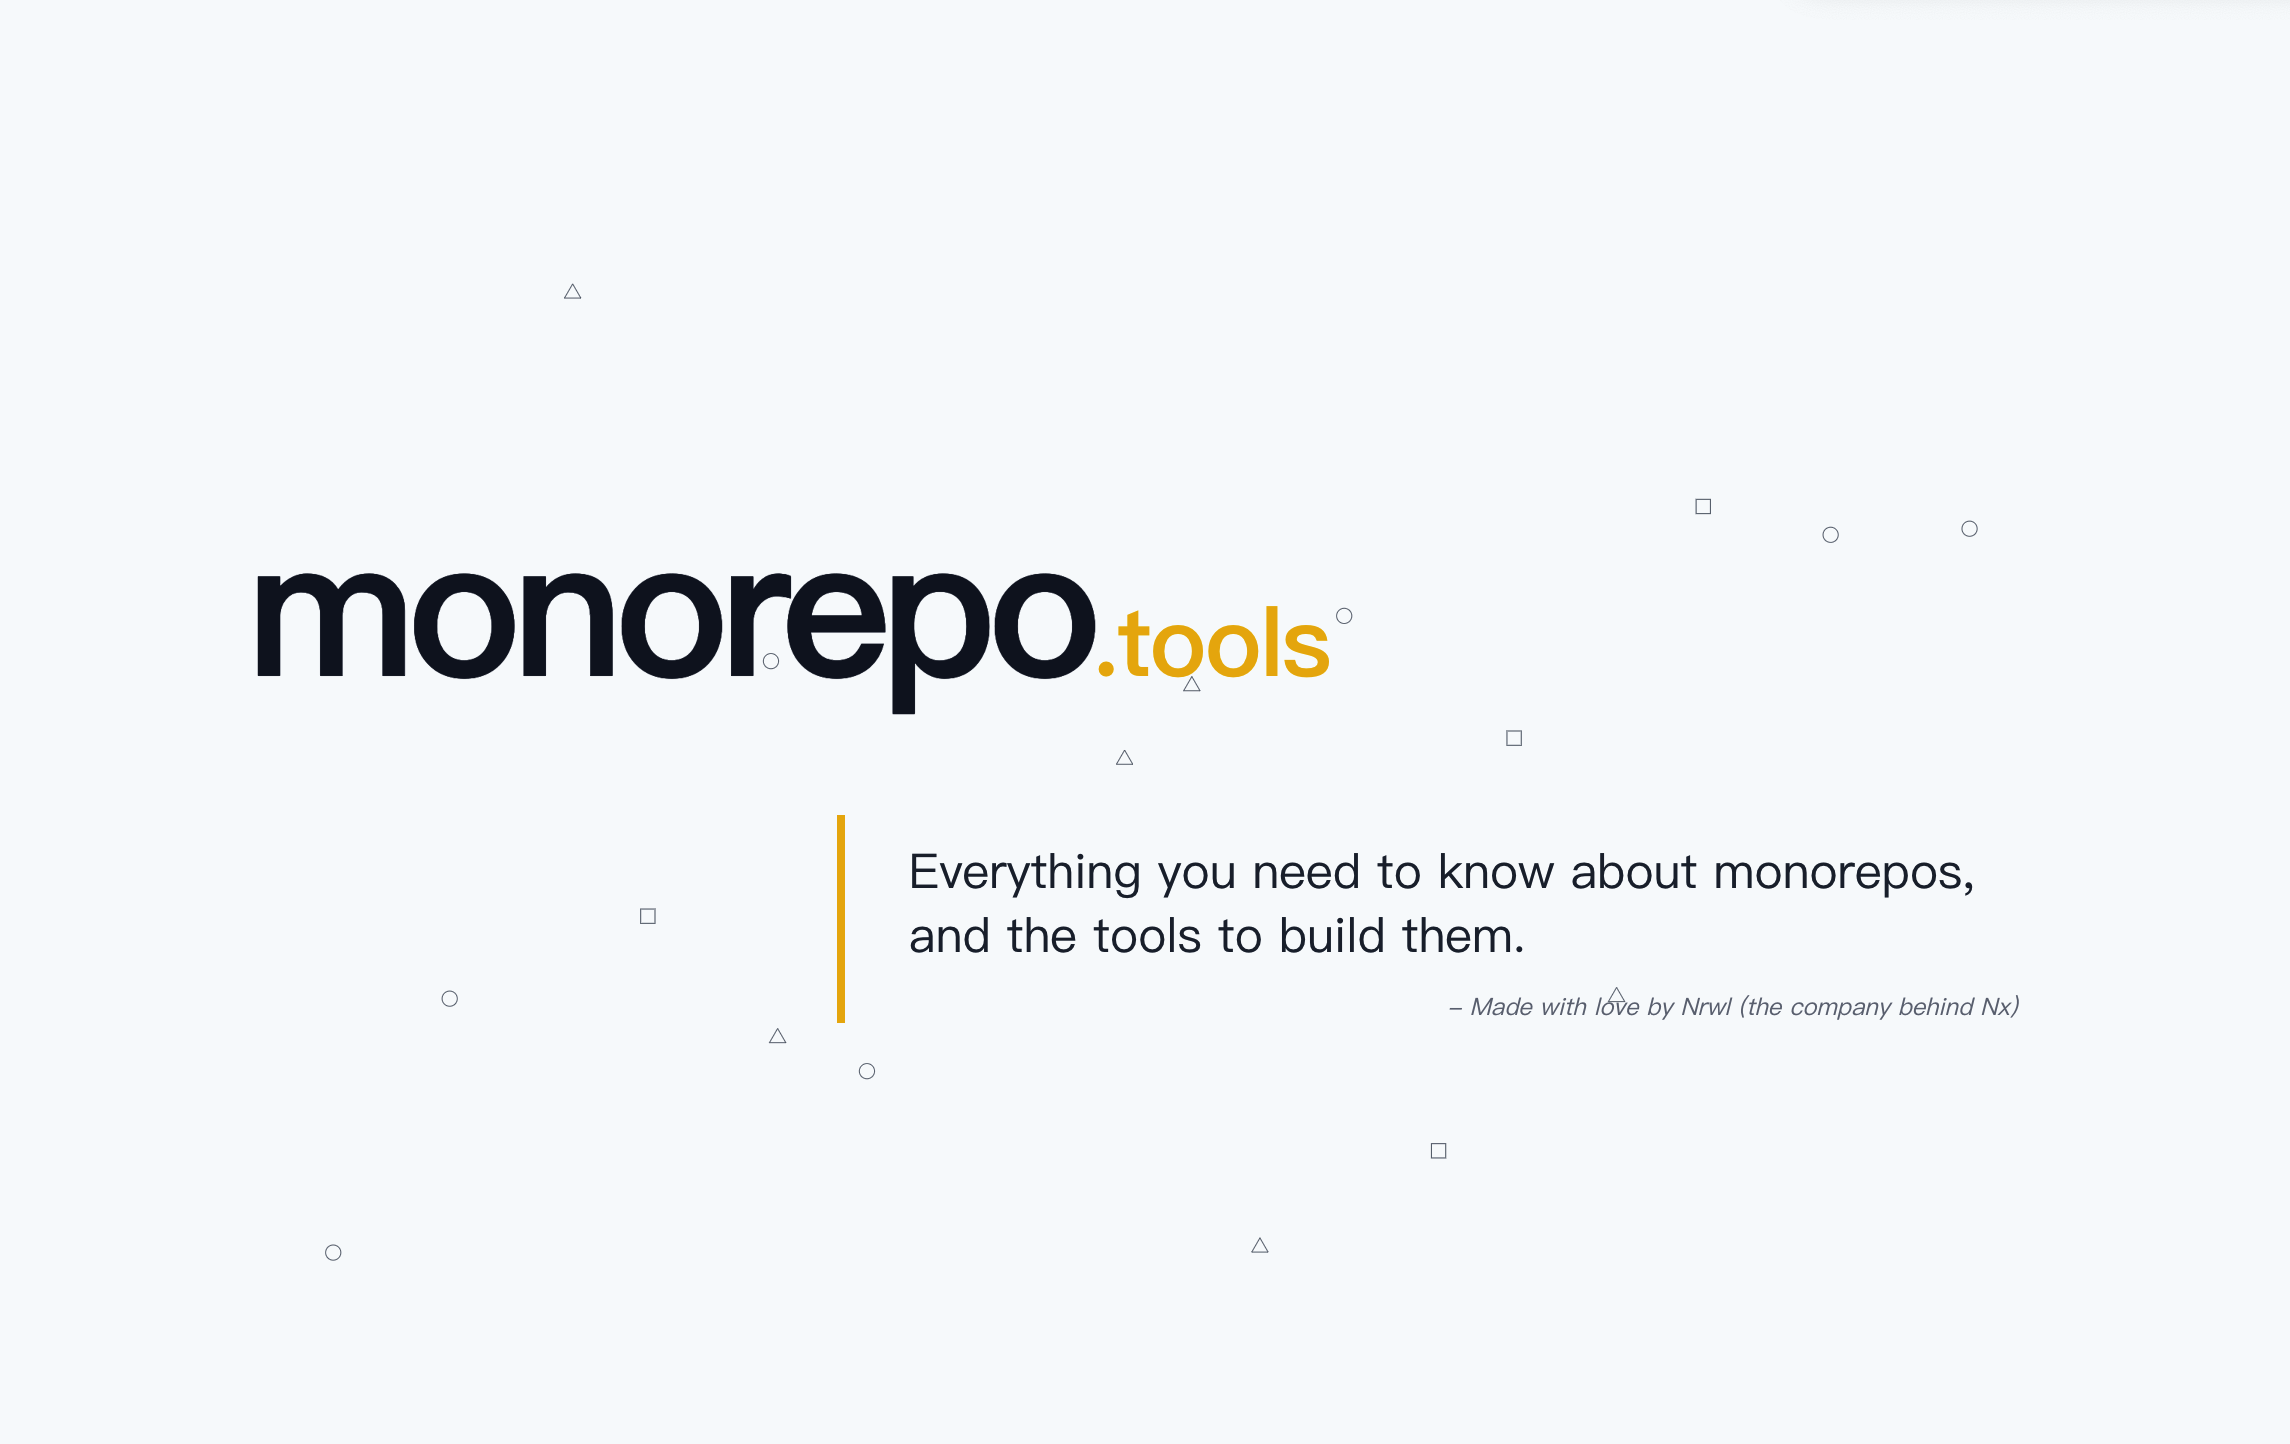 monorepo.tools
Everything you need to know about monorepos,
and the tools to build them.
– Made with love by Nrwl (the company behind Nx)